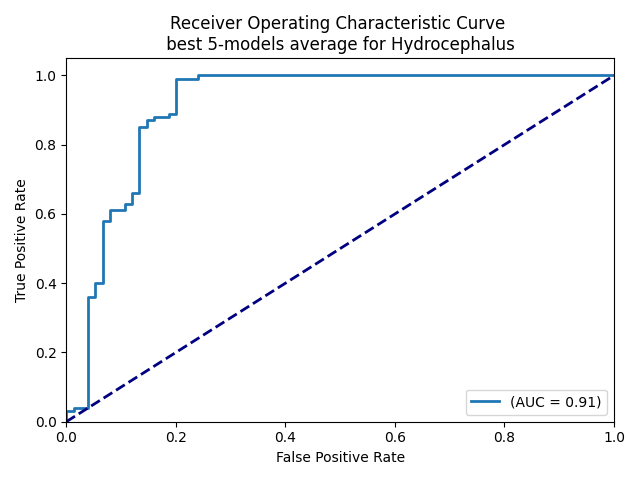 Receiver Operating Characteristic Curve
best 5-models average for Hydrocephalus
1.0
0.8
0.6
0.4
0.2
0.0
True Positive Rate
(AUC = 0.91)
0.0 0.2 0.4 0.6 0.8 1.0
False Positive Rate